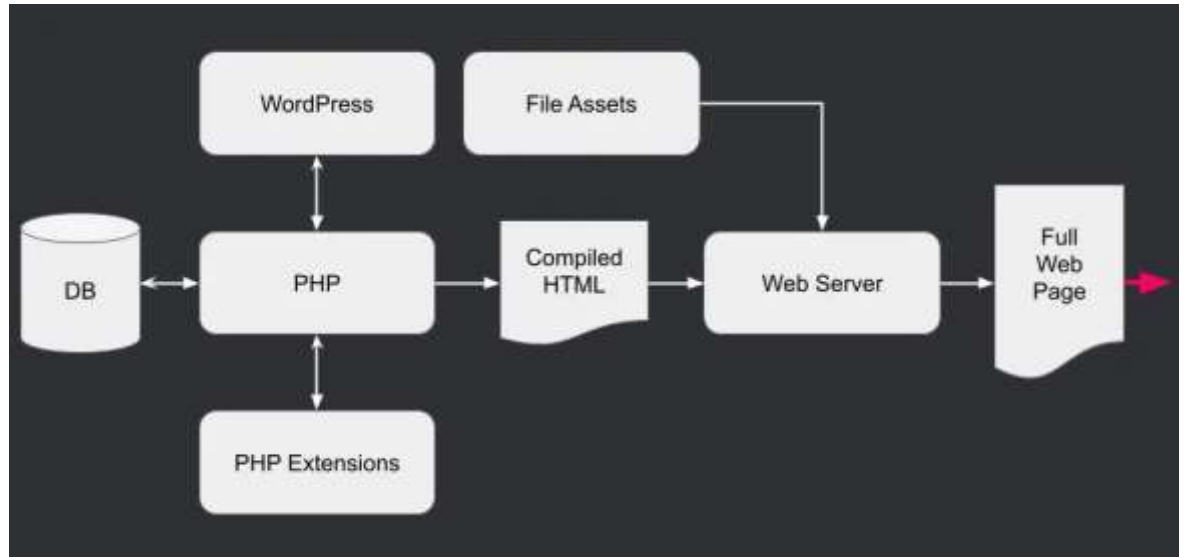 WordPress
File Assets
DB
PHP
Compiled
HTML
Web Server
Full
Web
Page
PHP Extensions